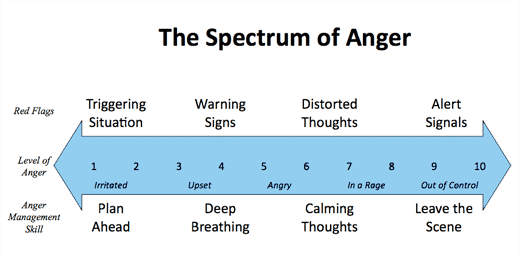 The Spectrum of Anger
Red Flags
Triggering
Situation
Warning
Signs
Distorted
Thoughts
Alert
Signals
Level of
Anger
1 2 3 4 5 6 7 8 9 10
Irritated Upset Angry In a Rage Out of Control
Anger
Management
Skill
Plan
Ahead
Deep
Breathing
Calming
Thoughts
Leave the
Scene